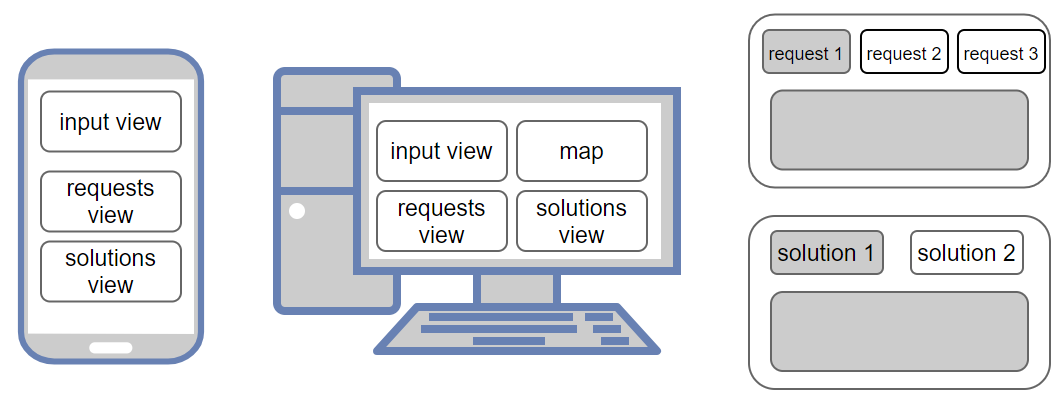 input view
requests
view
solutions
view
input view
map
requests
view
solutions
view
request 1
request 2
request 3
solution 1
solution 2